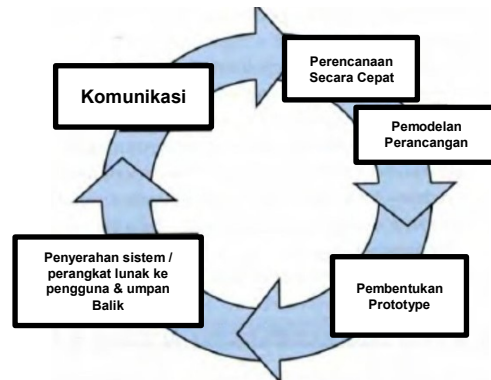 Komunikasi
Perencanaan
Secara Cepat
Pemodelan
Perancangan
Pembentukan
Prototype
Penyerahan sistem /
perangkat lunak ke
pengguna & umpan
Balik